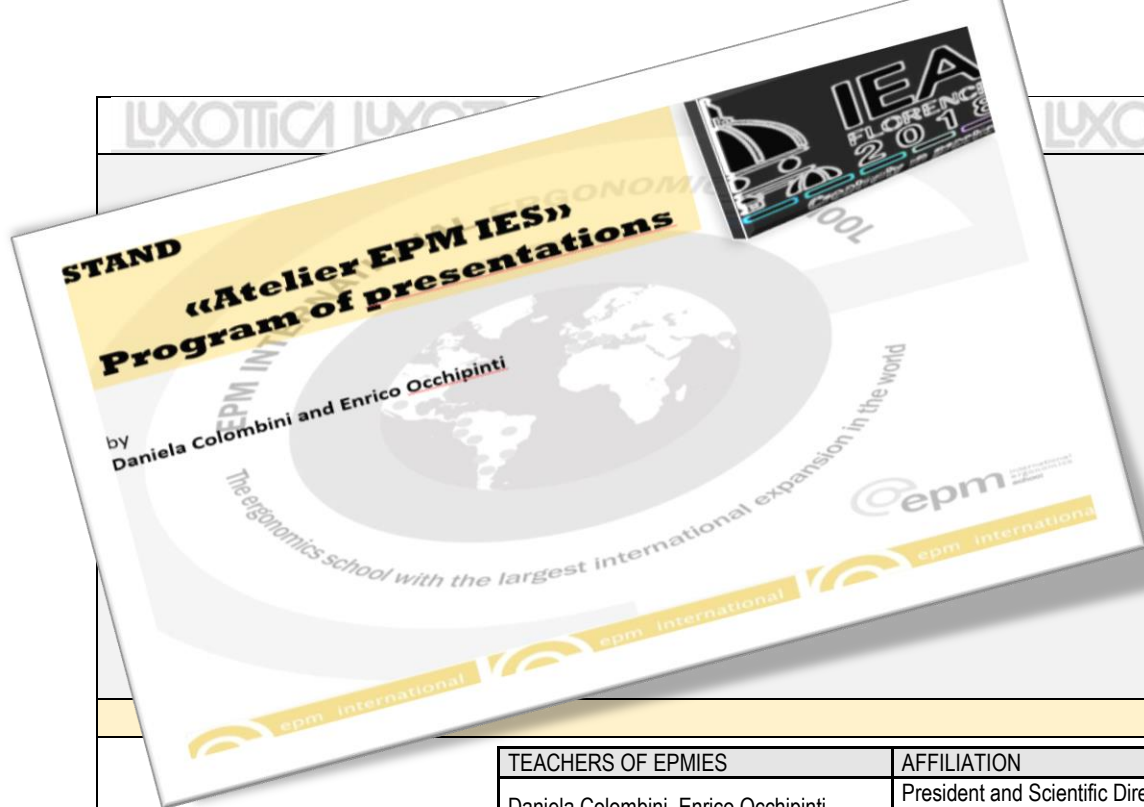 LUXOTTICA LUXOT
LUXO
IEA
FLORENCE
2018
STAND
«Atelier EPM IES»
Program of presentations
EPM INTERNATIONAL ERGONOMICS SCHOOL
by
Daniela Colombini and Enrico Occhipinti
The ergonomics school with the largest international expansion in the world
@epm international
epm international
epm international
epm internationa
TEACHERS OF EPMIES
AFFILIATION
Daniela Colombini, Enrico Occhipinti
President and Scientific Dire